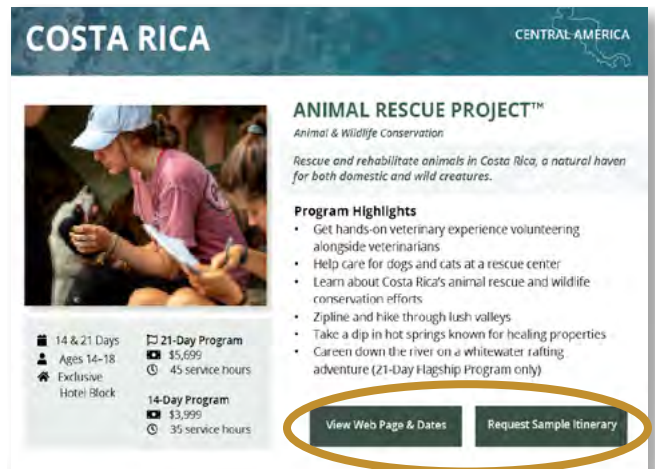 COSTA RICA
CENTRAL AMERICA
ANIMAL RESCUE PROJECT™
Animal & Wildlife Conservation
Rescue and rehabilitate animals in Costa Rica, a natural haven
for both domestic and wild creatures.
Program Highlights
• Get hands-on veterinary experience volunteering
alongside veterinarians
• Help care for dogs and cats at a rescue center
• Learn about Costa Rica's animal rescue and wildlife
conservation efforts
• Zipline and hike through lush valleys
• Take a dip in hot springs known for healing properties
• Careen down the river on a whitewater rafting
adventure (21-Day Flagship Program only)
14 & 21 Days
Ages 14–18
Exclusive
Hotel Block
21-Day Program
$5,699
45 service hours
14-Day Program
$3,999
35 service hours
View Web Page & Dates
Request Sample Itinerary